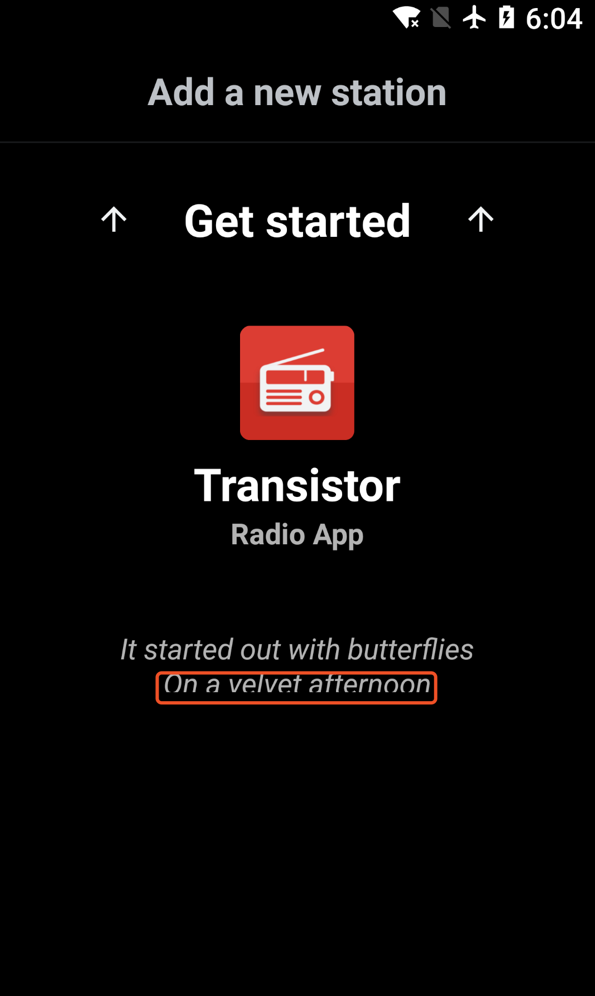 6:04
Add a new station
Get started
Transistor
Radio App
It started out with butterflies
On a velvet afternoon